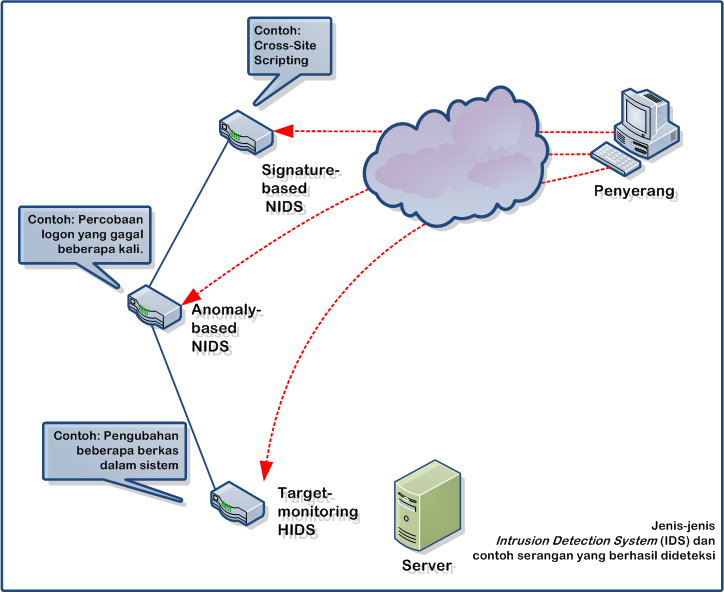 Contoh:
Cross-Site
Scripting
Signature-
based
NIDS
Penyerang
Contoh: Percobaan
logon yang gagal
beberapa kali.
Anomaly-
based
NIDS
Contoh: Pengubahan
beberapa berkas
dalam sistem
Target-
monitoring
HIDS
Server
Jenis-jenis
Intrusion Detection System (IDS) dan
contoh serangan yang berhasil dideteksi